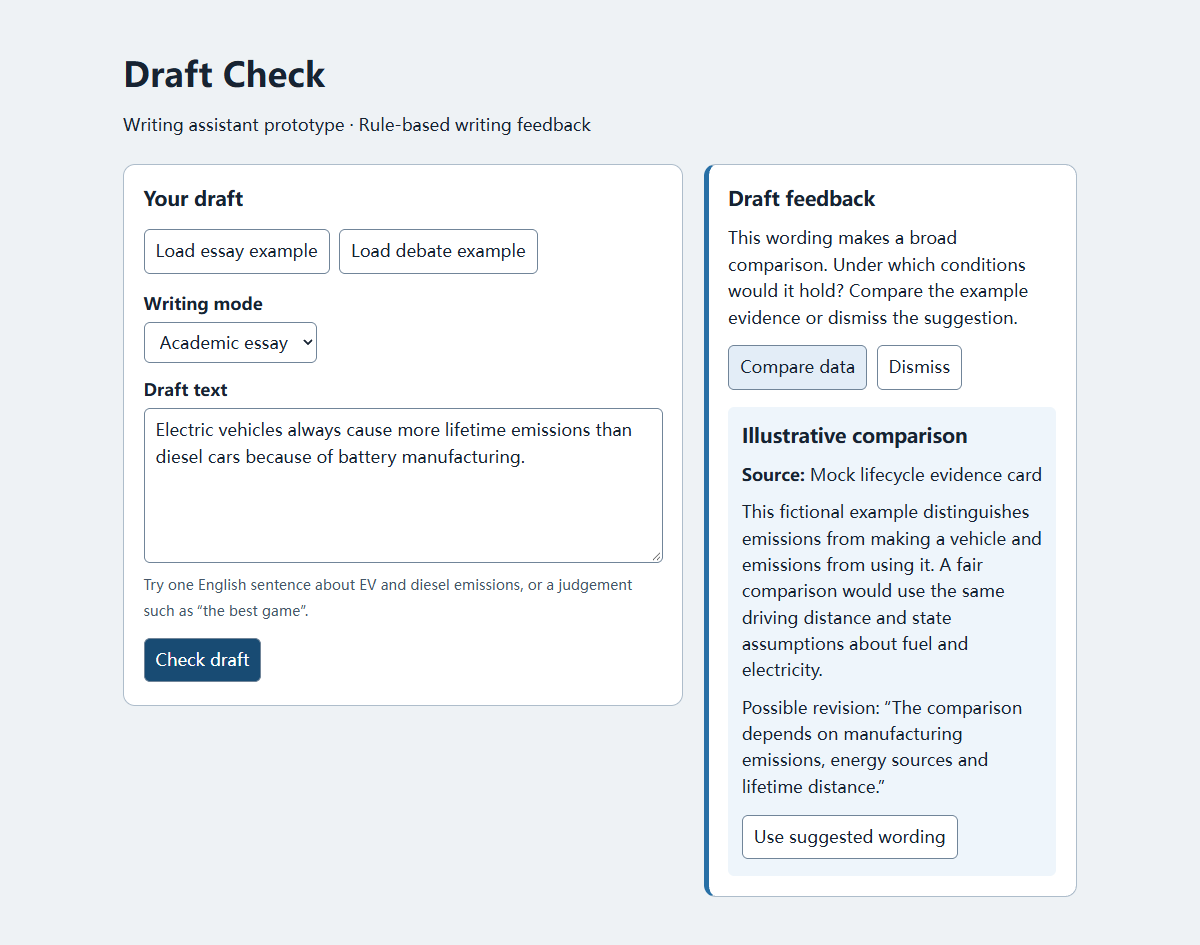 Draft Check
Writing assistant prototype · Rule-based writing feedback
Your draft
Load essay example
Load debate example
Writing mode
Academic essay
Draft text
Electric vehicles always cause more lifetime emissions than
diesel cars because of battery manufacturing.
Try one English sentence about EV and diesel emissions, or a judgement
such as “the best game”.
Check draft
Draft feedback
This wording makes a broad
comparison. Under which conditions
would it hold? Compare the example
evidence or dismiss the suggestion.
Compare data
Dismiss
Illustrative comparison
Source: Mock lifecycle evidence card
This fictional example distinguishes
emissions from making a vehicle and
emissions from using it. A fair
comparison would use the same
driving distance and state
assumptions about fuel and
electricity.
Possible revision: “The comparison
depends on manufacturing
emissions, energy sources and
lifetime distance.”
Use suggested wording